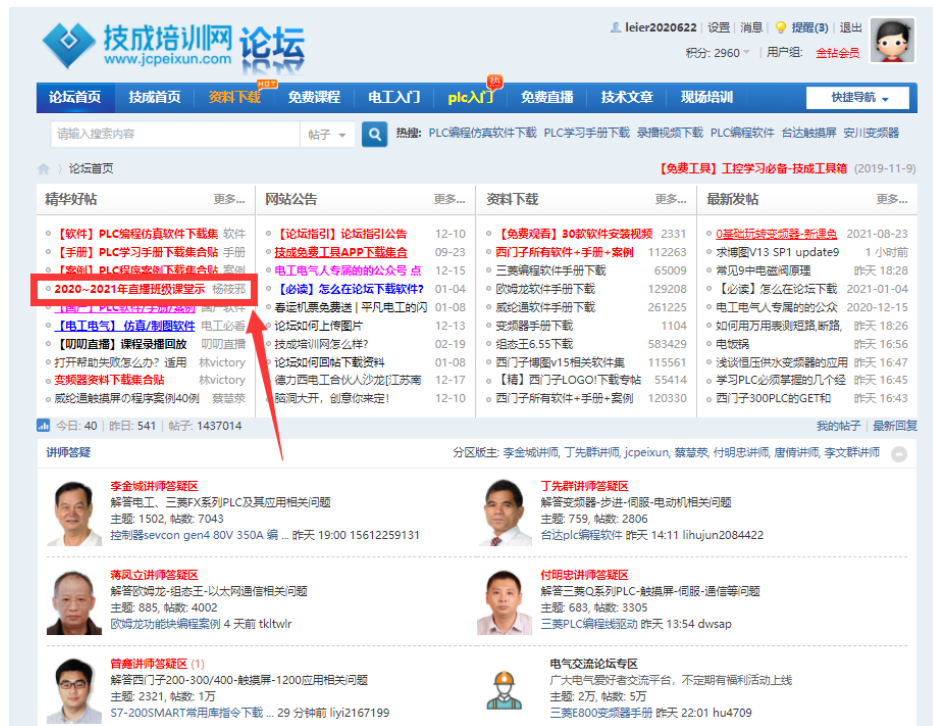 技成培训网 论坛
www.jcpeixun.com
leier2020622 | 设置 | 消息 | 提醒(3) | 退出
积分: 2960 | 用户组: 金钻会员
论坛首页 技成首页 资料下载 HOT 免费课程 电工入门 plc入门 热 免费直播 技术文章 现场培训 快捷导航
请输入搜索内容 帖子 热搜: PLC编程仿真软件下载 PLC学习手册下载 录播视频下载 PLC编程软件 台达触摸屏 安川变频器
论坛首页 【免费工具】工控学习必备-技成工具箱 (2019-11-9)
精华好帖 更多... 网站公告 更多... 资料下载 更多... 最新发帖 更多...
【软件】PLC编程仿真软件下载集 软件 【论坛指引】论坛指引公告 12-10 【免费观看】30款软件安装视频 2331 0基础玩转变频器-新课免 2021-08-23
【手册】PLC学习手册下载集合贴 手册 技成免费工具APP下载集合 09-23 西门子所有软件+手册+案例 112263 求博图V13 SP1 update9 1 小时前
【案例】PLC程序案例下载集合贴 案例 电工电气人专属的的公众号 点 12-15 三菱编程软件手册下载 65009 常见9中电磁阀原理 昨天 18:28
2020~2021年直播班级课堂示 杨筱邪 【必读】怎么在论坛下载软件? 01-04 欧姆龙软件手册下载 129208 【必读】怎么在论坛下载 2021-01-04
【国产】PLC软件/手册/案例 国产软件 春运机票免费送 | 平凡电工的闪 01-08 威纶通软件手册下载 261225 电工电气人专属的的公众 2020-12-15
【电工电气】仿真/制图软件 电工必看 论坛如何上传图片 12-13 变频器手册下载 1104 如何用万用表测短路,断路, 昨天 18:26
【叨叨直播】课程录播回放 叨叨直播 技成培训网怎么样? 02-19 组态王6.55下载 583429 电饭锅 昨天 18:56
打开帮助失败怎么办? 适用 林victory 论坛如何回帖下载资料 01-08 西门子博图v15相关软件集 115561 浅谈恒压供水变频器的应用 昨天 16:47
变频器资料下载集合贴 林victory 德力西电工合伙人沙龙[江苏南 12-17 【精】西门子LOGO!下载专帖 55414 学习PLC必须掌握的几个经 昨天 16:45
威纶通触摸屏の程序案例40例 蔡慧荥 脑洞大开，创意你来定! 12-10 西门子所有软件+手册+案例 120330 西门子300PLC的GET和 昨天 16:43
今日: 40 | 昨日: 541 | 帖子: 1437014 我的帖子 | 最新回复
讲师答疑 分区版主: 李金城讲师, 丁先群讲师, jcpeixun, 蔡慧荥, 付明忠讲师, 唐倩讲师, 李文群讲师
李金城讲师答疑区
解答电工、三菱FX系列PLC及其应用相关问题
主题: 1502, 帖数: 7043
控制器sevcon gen4 80V 350A 编 ... 昨天 19:00 15612259131
丁先群讲师答疑区
解答变频器-步进-伺服-电动机相关问题
主题: 759, 帖数: 2806
台达plc编程软件 昨天 14:11 lihujun2084422
蒋凤立讲师答疑区
解答欧姆龙-组态王-以太网通信相关问题
主题: 885, 帖数: 4002
欧姆龙功能块编程案例 4 天前 tkltwlr
付明忠讲师答疑区
解答三菱Q系列PLC-触摸屏-伺服-通信等问题
主题: 683, 帖数: 3305
三菱PLC编程线驱动 昨天 13:54 dwsap
曾鑫讲师答疑区 (1)
解答西门子200-300/400-触摸屏-1200应用相关问题
主题: 2321, 帖数: 1万
S7-200SMART常用库指令下载 ... 29 分钟前 liyi2167199
电气交流论坛专区
广大电气爱好者交流平台，不定期有福利活动上线
主题: 2万, 帖数: 5万
三菱E800变频器手册 昨天 22:01 hu4709